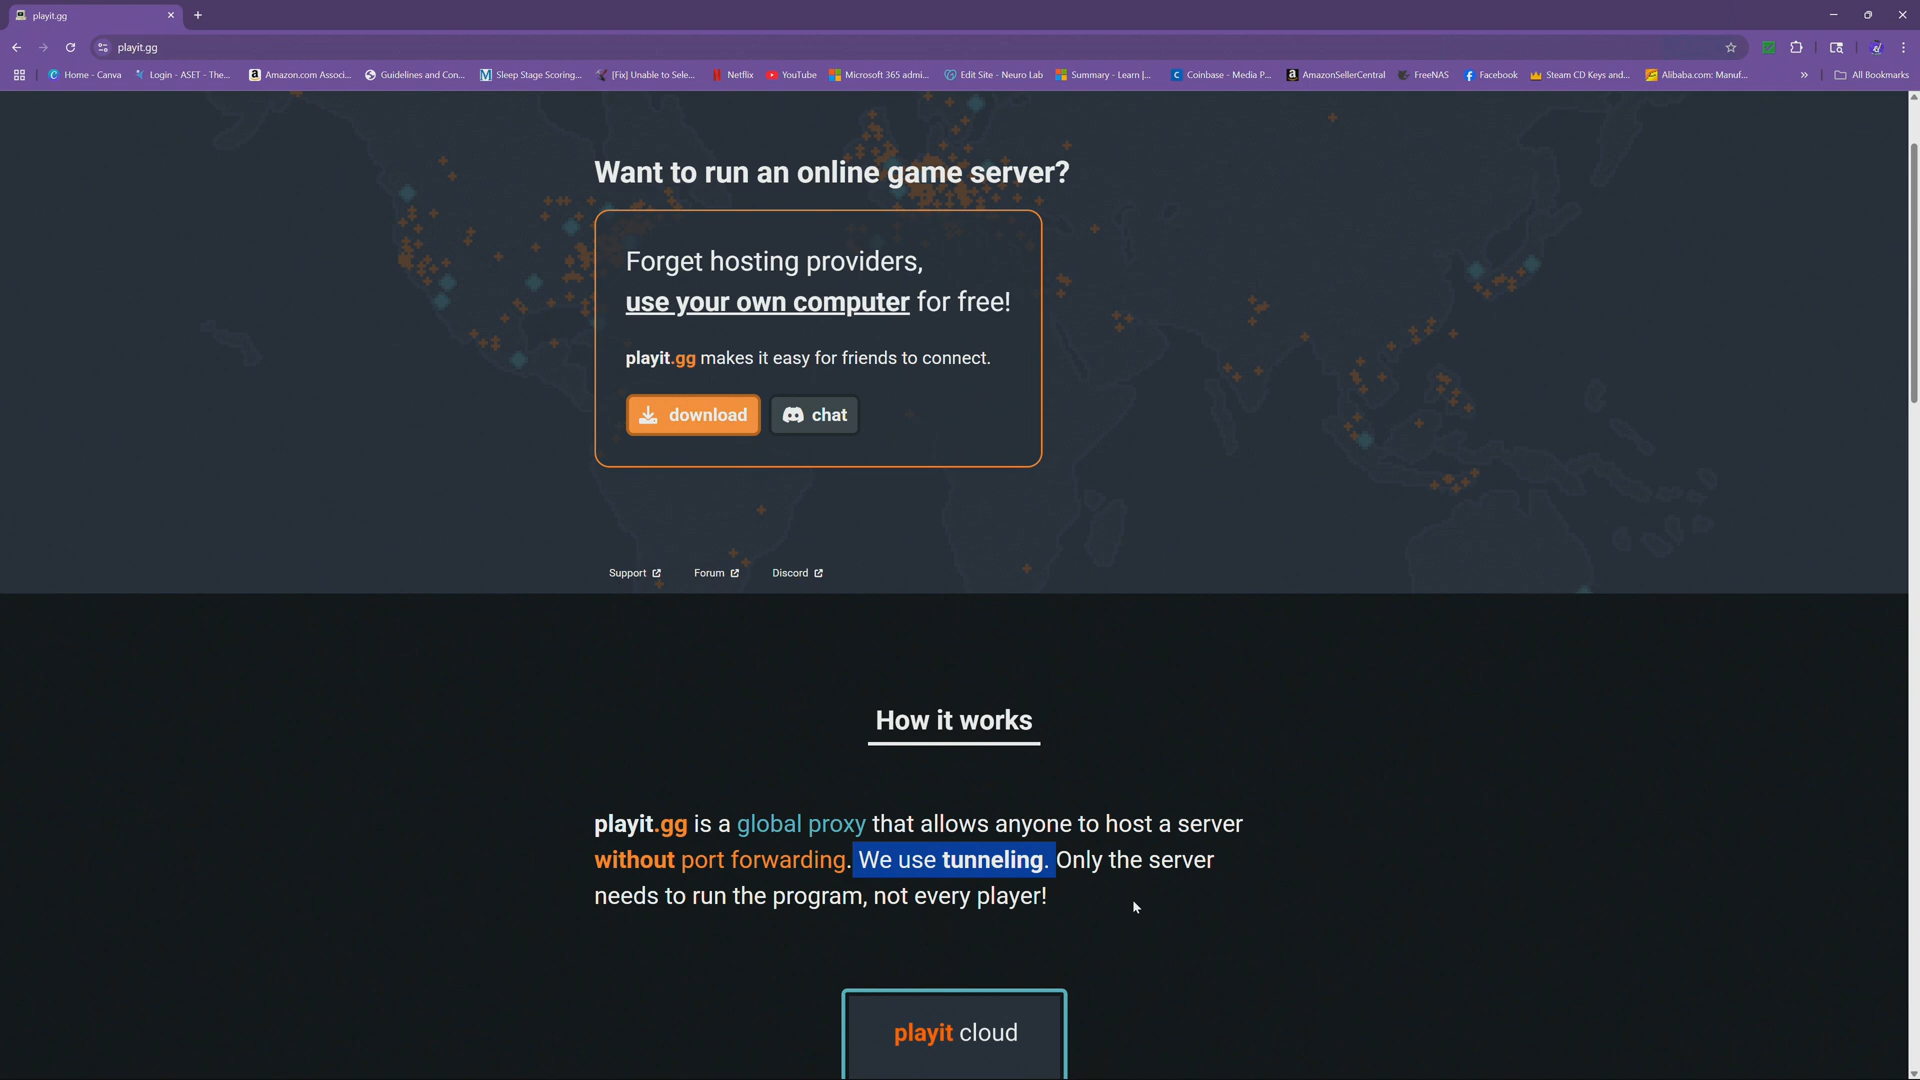 playit.gg
playit.gg
Home - Canva
Login - ASET - The...
Amazon.com Associ...
Guidelines and Con...
Sleep Stage Scoring...
[Fix] Unable to Sele...
Netflix
YouTube
Microsoft 365 admi...
Edit Site - Neuro Lab
Summary - Learn |...
Coinbase - Media P...
AmazonSellerCentral
FreeNAS
Facebook
Steam CD Keys and...
Alibaba.com: Manuf...
All Bookmarks
Want to run an online game server?
Forget hosting providers,
use your own computer for free!
playit.gg makes it easy for friends to connect.
download
chat
Support
Forum
Discord
How it works
playit.gg is a global proxy that allows anyone to host a server
without port forwarding. We use tunneling. Only the server
needs to run the program, not every player!
playit cloud